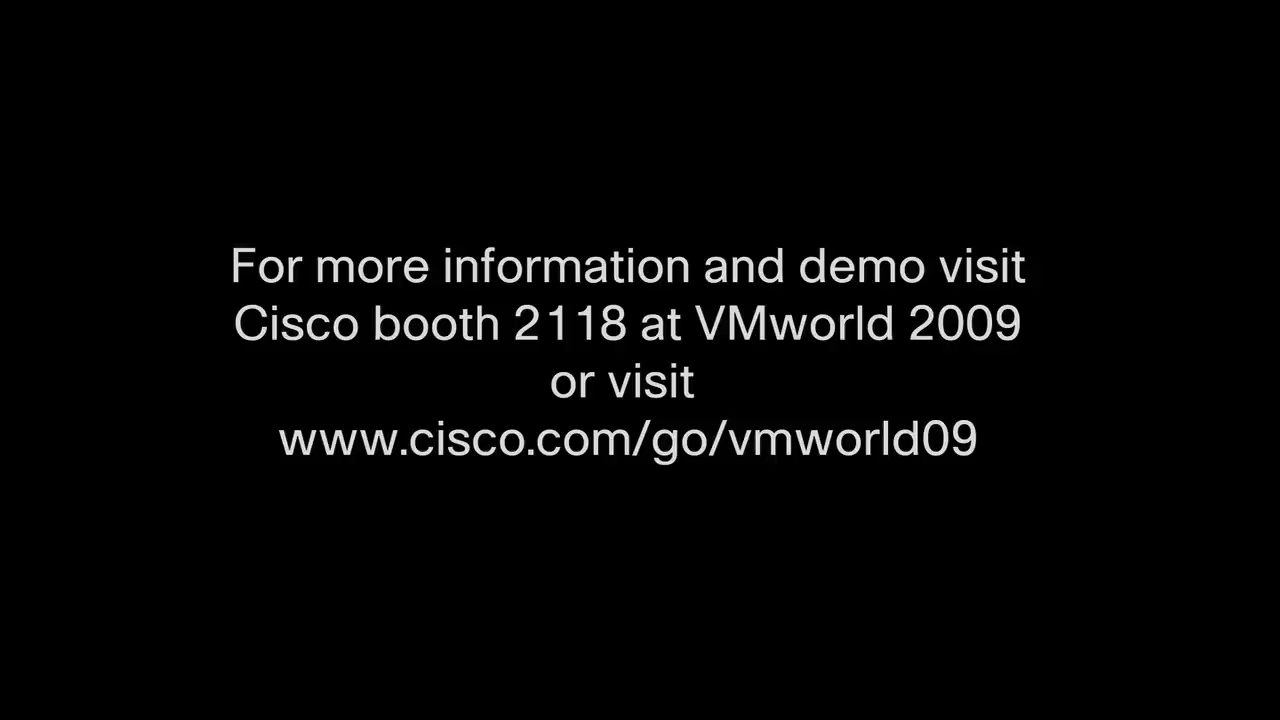 For more information and demo visit
Cisco booth 2118 at VMworld 2009
or visit
www.cisco.com/go/vmworld09